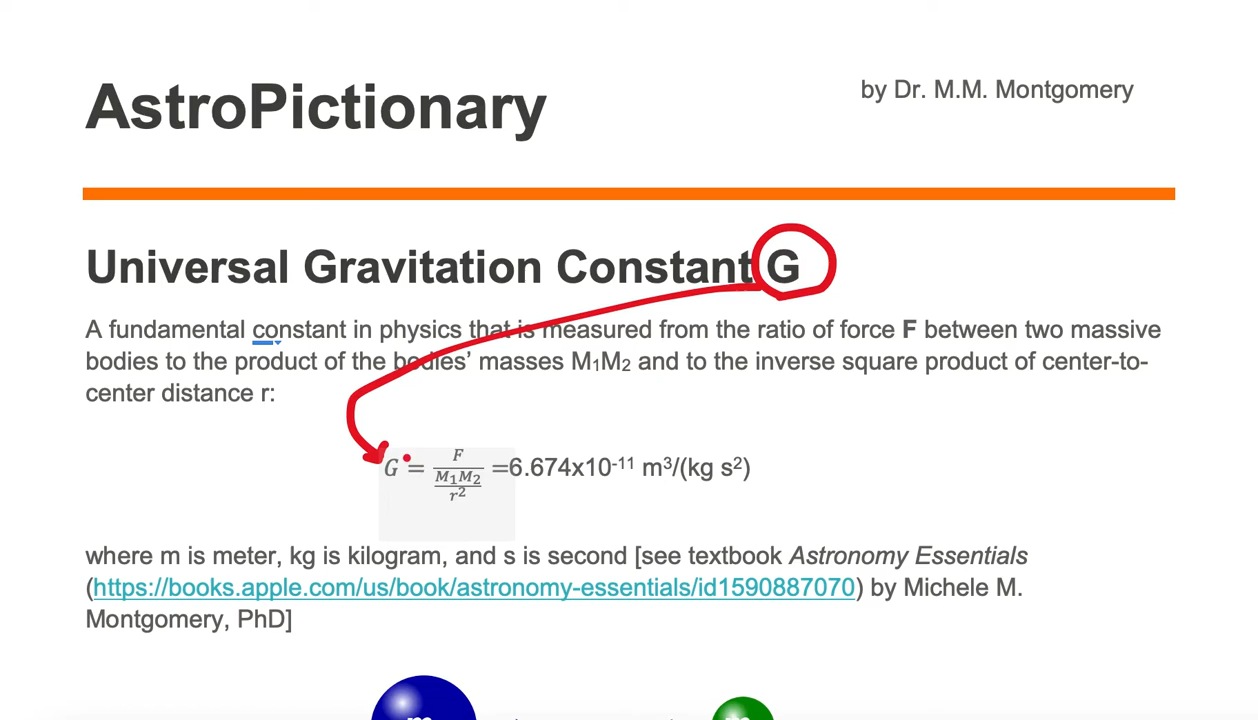 AstroPictionary
by Dr. M.M. Montgomery
Universal Gravitation Constant G
A fundamental constant in physics that is measured from the ratio of force F between two massive
bodies to the product of the bodies’ masses M₁M₂ and to the inverse square product of center-to-
center distance r:
G = F / (M₁M₂ / r²) =6.674x10⁻¹¹ m³/(kg s²)
where m is meter, kg is kilogram, and s is second [see textbook Astronomy Essentials
(https://books.apple.com/us/book/astronomy-essentials/id1590887070) by Michele M.
Montgomery, PhD]